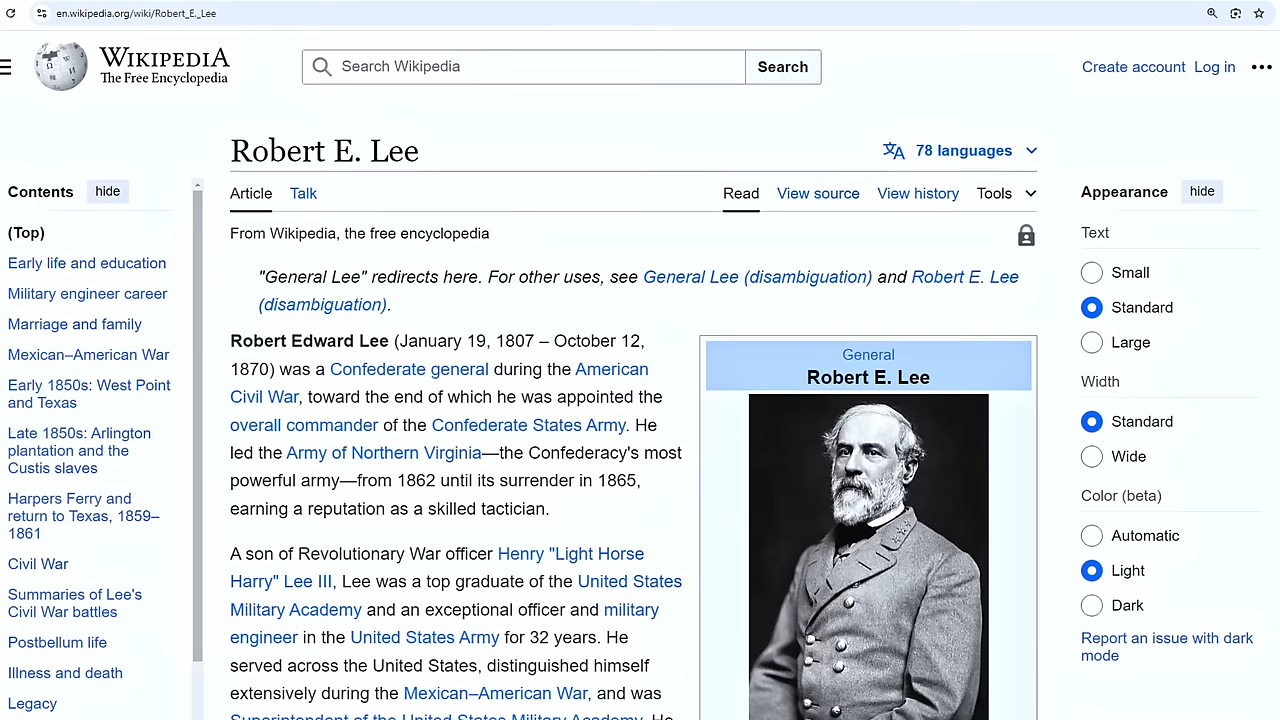 en.wikipedia.org/wiki/Robert_E._Lee
WIKIPEDIA
The Free Encyclopedia
Search Wikipedia
Search
Create account
Log in
Contents
hide
(Top)
Early life and education
Military engineer career
Marriage and family
Mexican–American War
Early 1850s: West Point
and Texas
Late 1850s: Arlington
plantation and the
Custis slaves
Harpers Ferry and
return to Texas, 1859–
1861
Civil War
Summaries of Lee's
Civil War battles
Postbellum life
Illness and death
Legacy
Robert E. Lee
78 languages
Article
Talk
Read
View source
View history
Tools
From Wikipedia, the free encyclopedia
"General Lee" redirects here. For other uses, see General Lee (disambiguation) and Robert E. Lee
(disambiguation).
Robert Edward Lee (January 19, 1807 – October 12,
1870) was a Confederate general during the American
Civil War, toward the end of which he was appointed the
overall commander of the Confederate States Army. He
led the Army of Northern Virginia—the Confederacy's most
powerful army—from 1862 until its surrender in 1865,
earning a reputation as a skilled tactician.
A son of Revolutionary War officer Henry "Light Horse
Harry" Lee III, Lee was a top graduate of the United States
Military Academy and an exceptional officer and military
engineer in the United States Army for 32 years. He
served across the United States, distinguished himself
extensively during the Mexican–American War, and was
Superintendent of the United States Military Academy. He
General
Robert E. Lee
Appearance
hide
Text
Small
Standard
Large
Width
Standard
Wide
Color (beta)
Automatic
Light
Dark
Report an issue with dark
mode